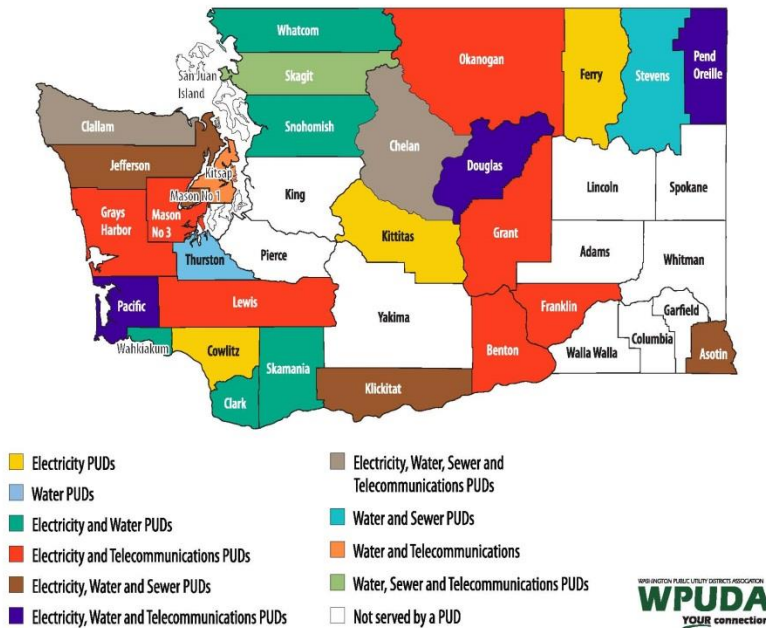 Whatcom
Okanogan
Ferry
Stevens
Pend
Oreille
San Juan
Island
Skagit
Clallam
Snohomish
Chelan
Jefferson
Kitsap
Mason No 1
Douglas
King
Lincoln
Spokane
Grays
Harbor
Mason
No 3
Kittitas
Grant
Thurston
Pierce
Adams
Whitman
Pacific
Lewis
Yakima
Franklin
Garfield
Wahkiakum
Cowlitz
Skamania
Benton
Walla Walla
Columbia
Asotin
Clark
Klickitat
Electricity PUDs
Water PUDs
Electricity and Water PUDs
Electricity and Telecommunications PUDs
Electricity, Water and Sewer PUDs
Electricity, Water and Telecommunications PUDs
Electricity, Water, Sewer and
Telecommunications PUDs
Water and Sewer PUDs
Water and Telecommunications
Water, Sewer and Telecommunications PUDs
Not served by a PUD
WASHINGTON PUBLIC UTILITY DISTRICTS ASSOCIATION
WPUDA
YOUR connection